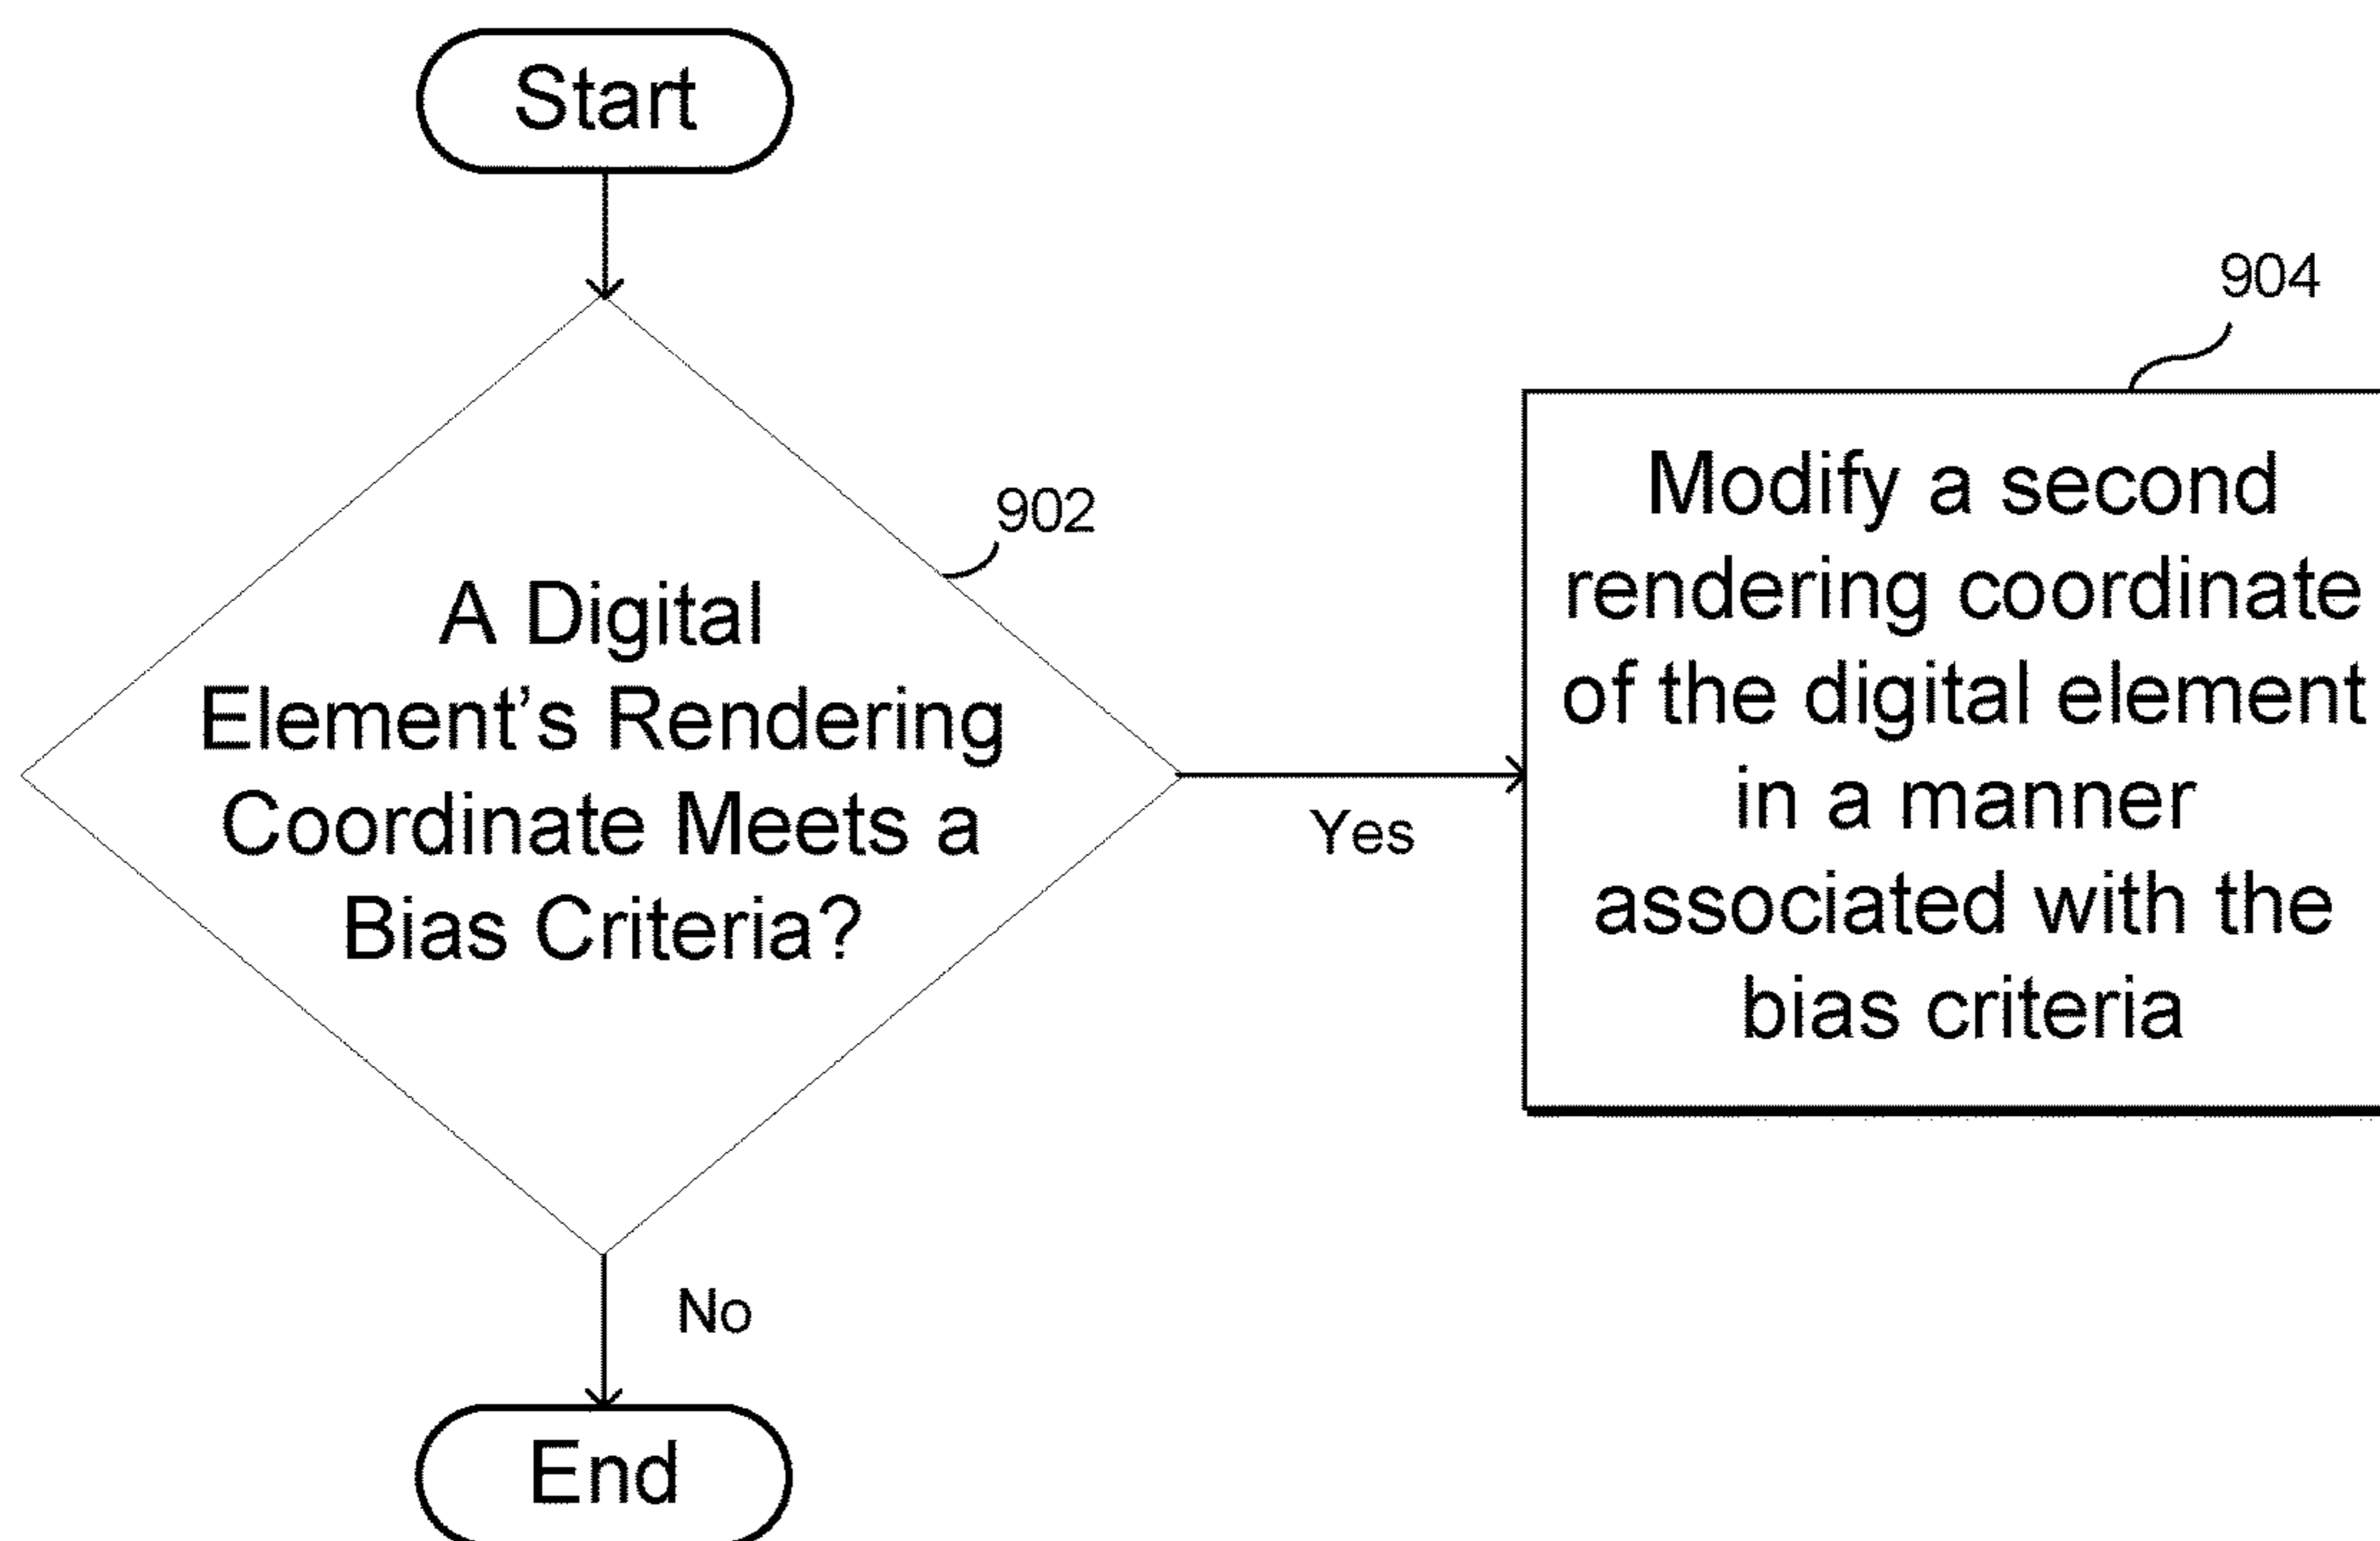 Start
902
A Digital
Element’s Rendering
Coordinate Meets a
Bias Criteria?
Yes
904
Modify a second
rendering coordinate
of the digital element
in a manner
associated with the
bias criteria
No
End